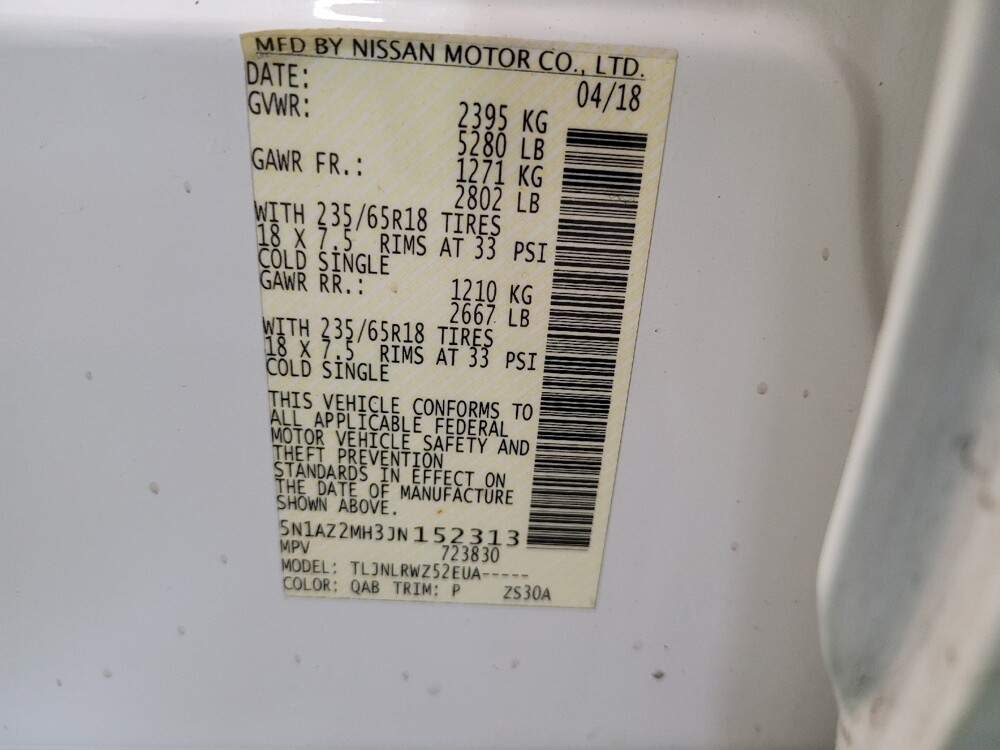 MFD BY NISSAN MOTOR CO., LTD.
DATE: 04/18
GVWR: 2395 KG
5280 LB
GAWR FR.: 1271 KG
2802 LB
WITH 235/65R18 TIRES
18 X 7.5 RIMS AT 33 PSI
COLD SINGLE
GAWR RR.: 1210 KG
2667 LB
WITH 235/65R18 TIRES
18 X 7.5 RIMS AT 33 PSI
COLD SINGLE
THIS VEHICLE CONFORMS TO
ALL APPLICABLE FEDERAL
MOTOR VEHICLE SAFETY AND
THEFT PREVENTION
STANDARDS IN EFFECT ON
THE DATE OF MANUFACTURE
SHOWN ABOVE.
5N1AZ2MH3JN152313
MPV 723830
MODEL: TLJNLRWZ52EUA-----
COLOR: QAB TRIM: P ZS30A